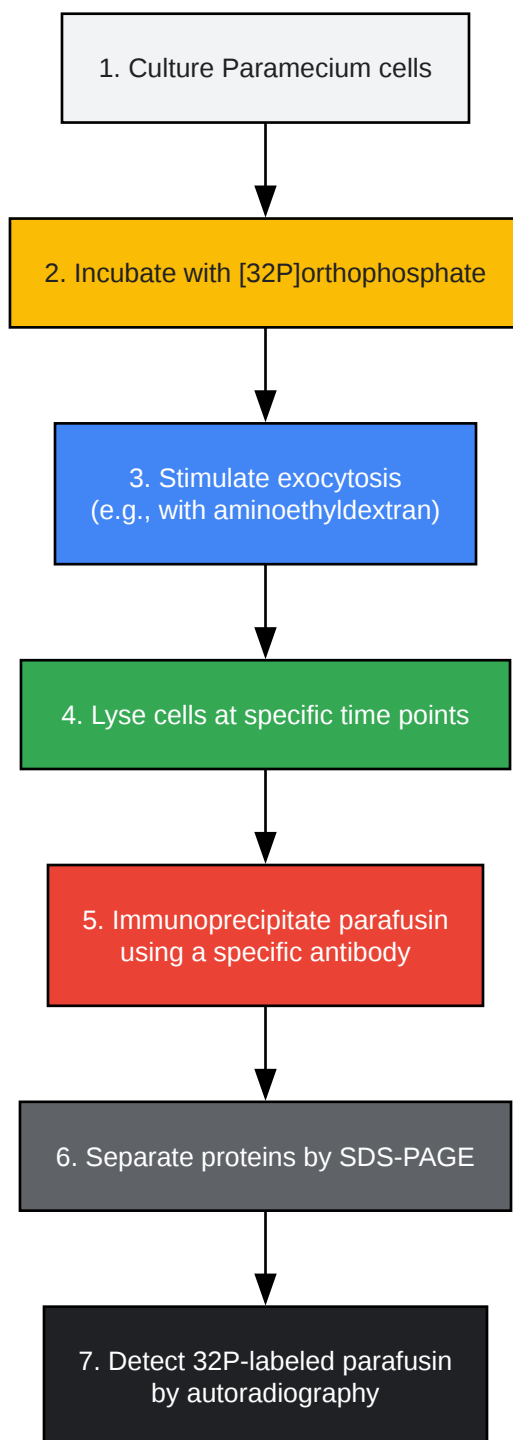 1. Culture Paramecium cells
2. Incubate with [32P]orthophosphate
3. Stimulate exocytosis
(e.g., with aminoethyldextran)
4. Lyse cells at specific time points
5. Immunoprecipitate parafusin
using a specific antibody
6. Separate proteins by SDS-PAGE
7. Detect 32P-labeled parafusin
by autoradiography